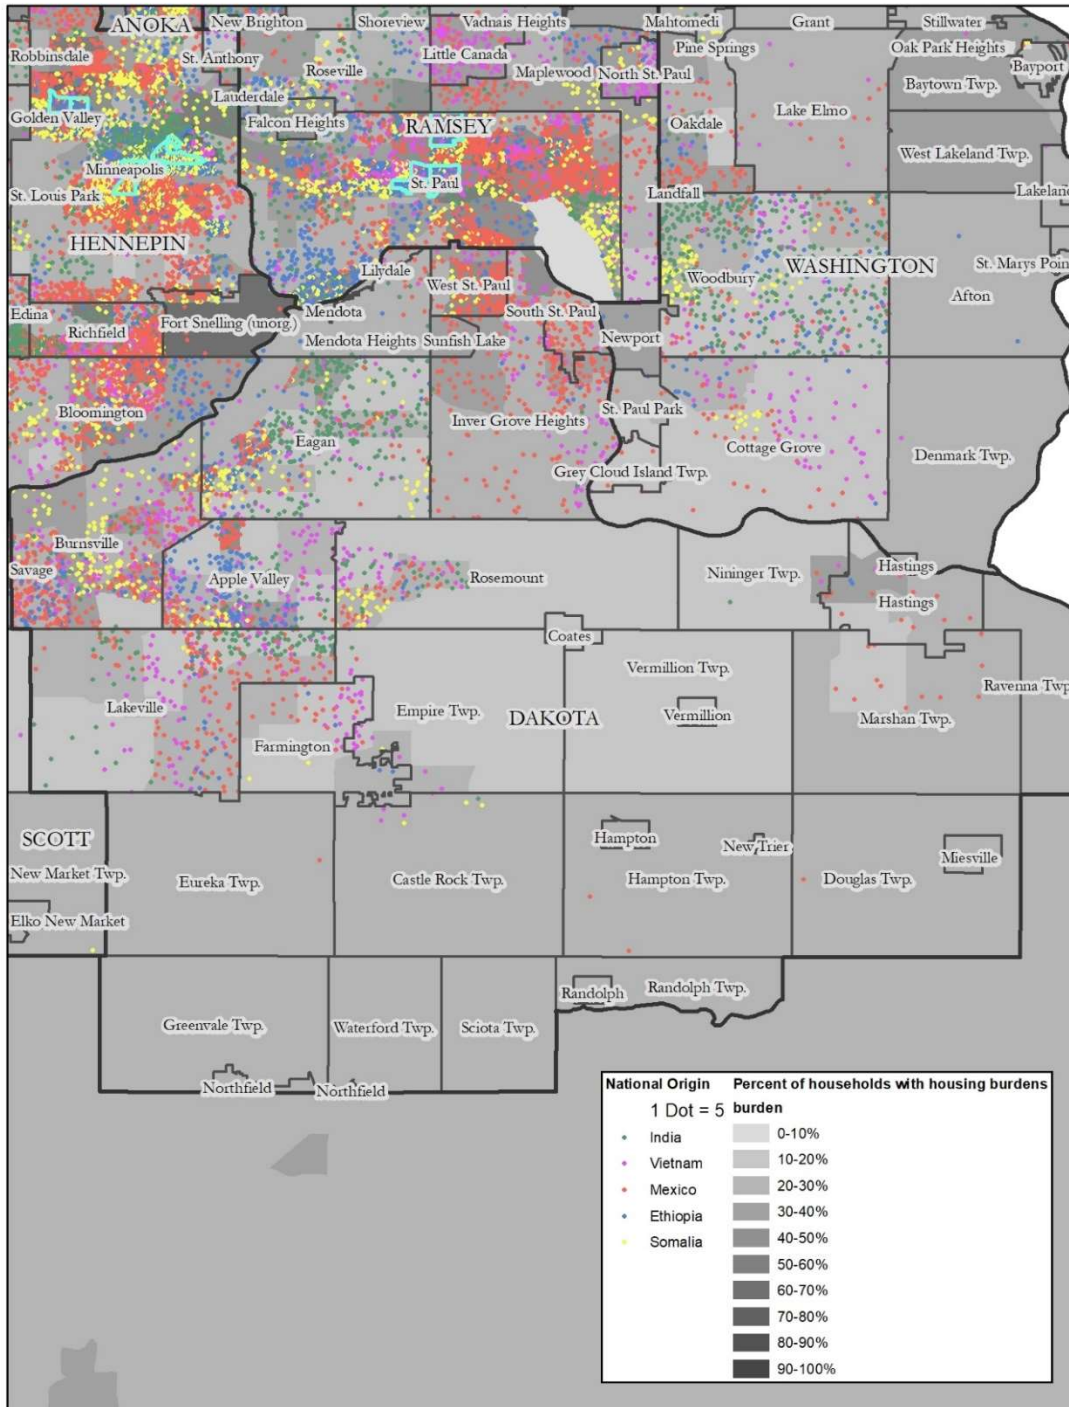 ANOKA
New Brighton
Shoreview
Vadnais Heights
Mahtomedi
Grant
Stillwater
Robbinsdale
St. Anthony
Roseville
Little Canada
Maplewood
North St. Paul
Pine Springs
Oak Park Heights
Bayport
Baytown Twp.
Golden Valley
Lauderdale
Falcon Heights
RAMSEY
Oakdale
Lake Elmo
Minneapolis
St. Paul
West Lakeland Twp.
St. Louis Park
Landfall
Lakeland
HENNEPIN
Lilydale
West St. Paul
Woodbury
WASHINGTON
St. Marys Poin
Edina
Richfield
Fort Snelling (unorg.)
Mendota
South St. Paul
Afton
Mendota Heights
Sunfish Lake
Newport
Bloomington
Eagan
Inver Grove Heights
St. Paul Park
Cottage Grove
Denmark Twp.
Grey Cloud Island Twp.
Burnsville
Savage
Apple Valley
Rosemount
Nininger Twp.
Hastings
Hastings
Coates
Vermillion Twp.
Ravenna Twp
Lakeville
Empire Twp.
DAKOTA
Vermillion
Marshan Twp.
Farmington
SCOTT
Hampton
New Trier
Miesville
New Market Twp.
Eureka Twp.
Castle Rock Twp.
Hampton Twp.
Douglas Twp.
Elko New Market
Randolph
Randolph Twp.
Greenvale Twp.
Waterford Twp.
Sciota Twp.
Northfield
Northfield
National Origin
1 Dot = 5
India
Vietnam
Mexico
Ethiopia
Somalia
Percent of households with housing burdens
burden
0-10%
10-20%
20-30%
30-40%
40-50%
50-60%
60-70%
70-80%
80-90%
90-100%